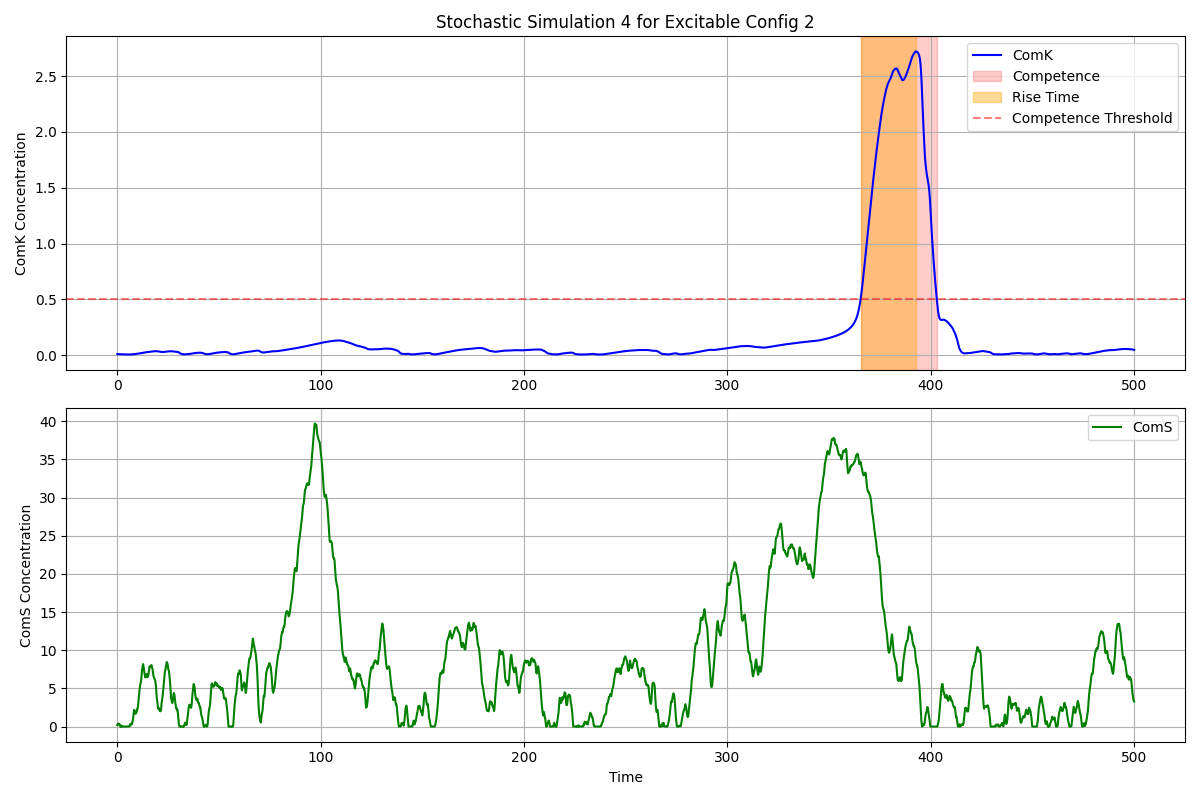 Stochastic Simulation 4 for Excitable Config 2
ComK Concentration
2.5
2.0
1.5
1.0
0.5
0.0
ComK
Competence
Rise Time
Competence Threshold
0 100 200 300 400 500
ComS Concentration
40
35
30
25
20
15
10
5
0
ComS
0 100 200 300 400 500
Time